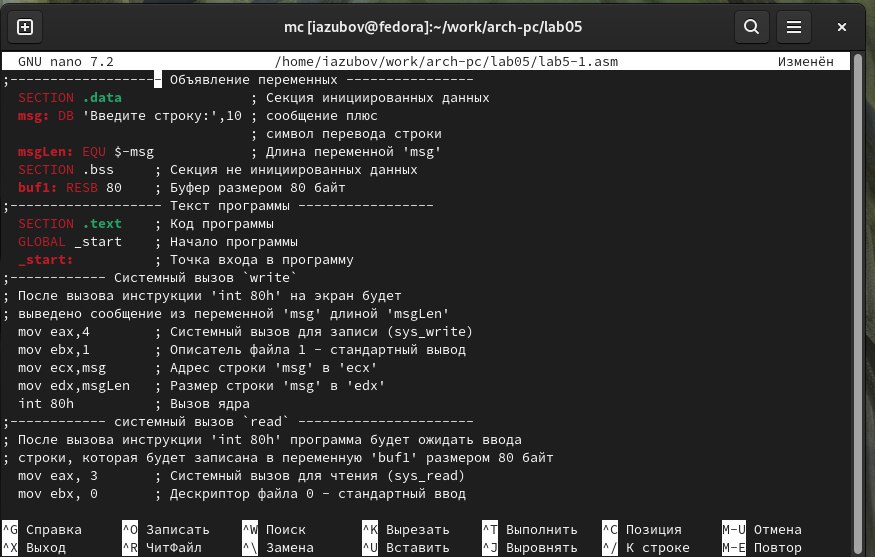 mc [iazubov@fedora]:~/work/arch-pc/lab05
GNU nano 7.2 /home/iazubov/work/arch-pc/lab05/lab5-1.asm Изменён
;------------------- Объявление переменных ----------------
SECTION .data ; Секция инициированных данных
msg: DB 'Введите строку:',10 ; сообщение плюс
; символ перевода строки
msgLen: EQU $-msg ; Длина переменной 'msg'
SECTION .bss ; Секция не инициированных данных
buf1: RESB 80 ; Буфер размером 80 байт
;------------------- Текст программы -----------------
SECTION .text ; Код программы
GLOBAL _start ; Начало программы
_start: ; Точка входа в программу
;------------ Системный вызов `write`
; После вызова инструкции 'int 80h' на экран будет
; выведено сообщение из переменной 'msg' длиной 'msgLen'
mov eax,4 ; Системный вызов для записи (sys_write)
mov ebx,1 ; Описатель файла 1 - стандартный вывод
mov ecx,msg ; Адрес строки 'msg' в 'ecx'
mov edx,msgLen ; Размер строки 'msg' в 'edx'
int 80h ; Вызов ядра
;------------ системный вызов `read` ----------------------
; После вызова инструкции 'int 80h' программа будет ожидать ввода
; строки, которая будет записана в переменную 'buf1' размером 80 байт
mov eax, 3 ; Системный вызов для чтения (sys_read)
mov ebx, 0 ; Дескриптор файла 0 - стандартный ввод
^G Справка ^O Записать ^W Поиск ^K Вырезать ^T Выполнить ^C Позиция M-U Отмена
^X Выход ^R ЧитФайл ^\ Замена ^U Вставить ^J Выровнять ^/ К строке M-E Повтор